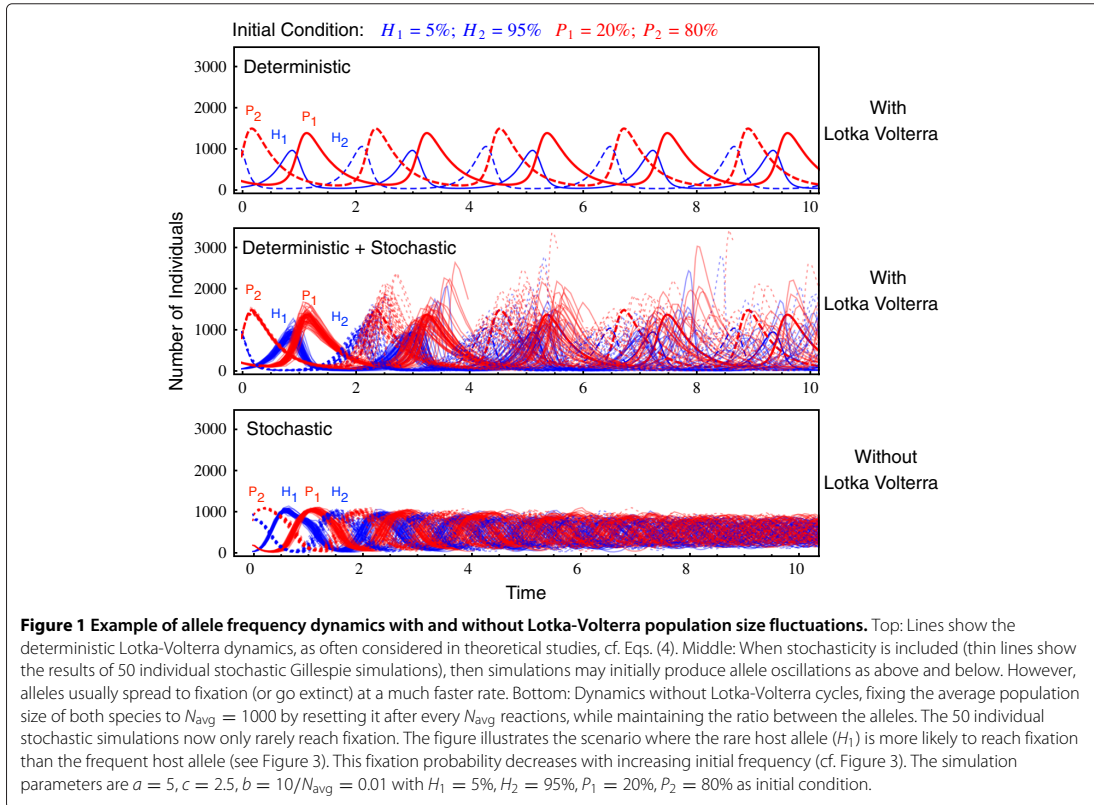 Initial Condition: H₁ = 5%; H₂ = 95% P₁ = 20%; P₂ = 80%
Deterministic
3000
2000
1000
0
P₂
H₁
P₁
H₂
0 2 4 6 8 10
With
Lotka Volterra
Number of Individuals
Deterministic + Stochastic
3000
2000
1000
0
P₂
H₁
P₁
H₂
0 2 4 6 8 10
With
Lotka Volterra
Stochastic
3000
2000
1000
0
P₂
H₁
P₁
H₂
0 2 4 6 8 10
Without
Lotka Volterra
Time
Figure 1 Example of allele frequency dynamics with and without Lotka-Volterra population size fluctuations. Top: Lines show the
deterministic Lotka-Volterra dynamics, as often considered in theoretical studies, cf. Eqs. (4). Middle: When stochasticity is included (thin lines show
the results of 50 individual stochastic Gillespie simulations), then simulations may initially produce allele oscillations as above and below. However,
alleles usually spread to fixation (or go extinct) at a much faster rate. Bottom: Dynamics without Lotka-Volterra cycles, fixing the average population
size of both species to Navg = 1000 by resetting it after every Navg reactions, while maintaining the ratio between the alleles. The 50 individual
stochastic simulations now only rarely reach fixation. The figure illustrates the scenario where the rare host allele (H₁) is more likely to reach fixation
than the frequent host allele (see Figure 3). This fixation probability decreases with increasing initial frequency (cf. Figure 3). The simulation
parameters are a = 5, c = 2.5, b = 10/Navg = 0.01 with H₁ = 5%, H₂ = 95%, P₁ = 20%, P₂ = 80% as initial condition.